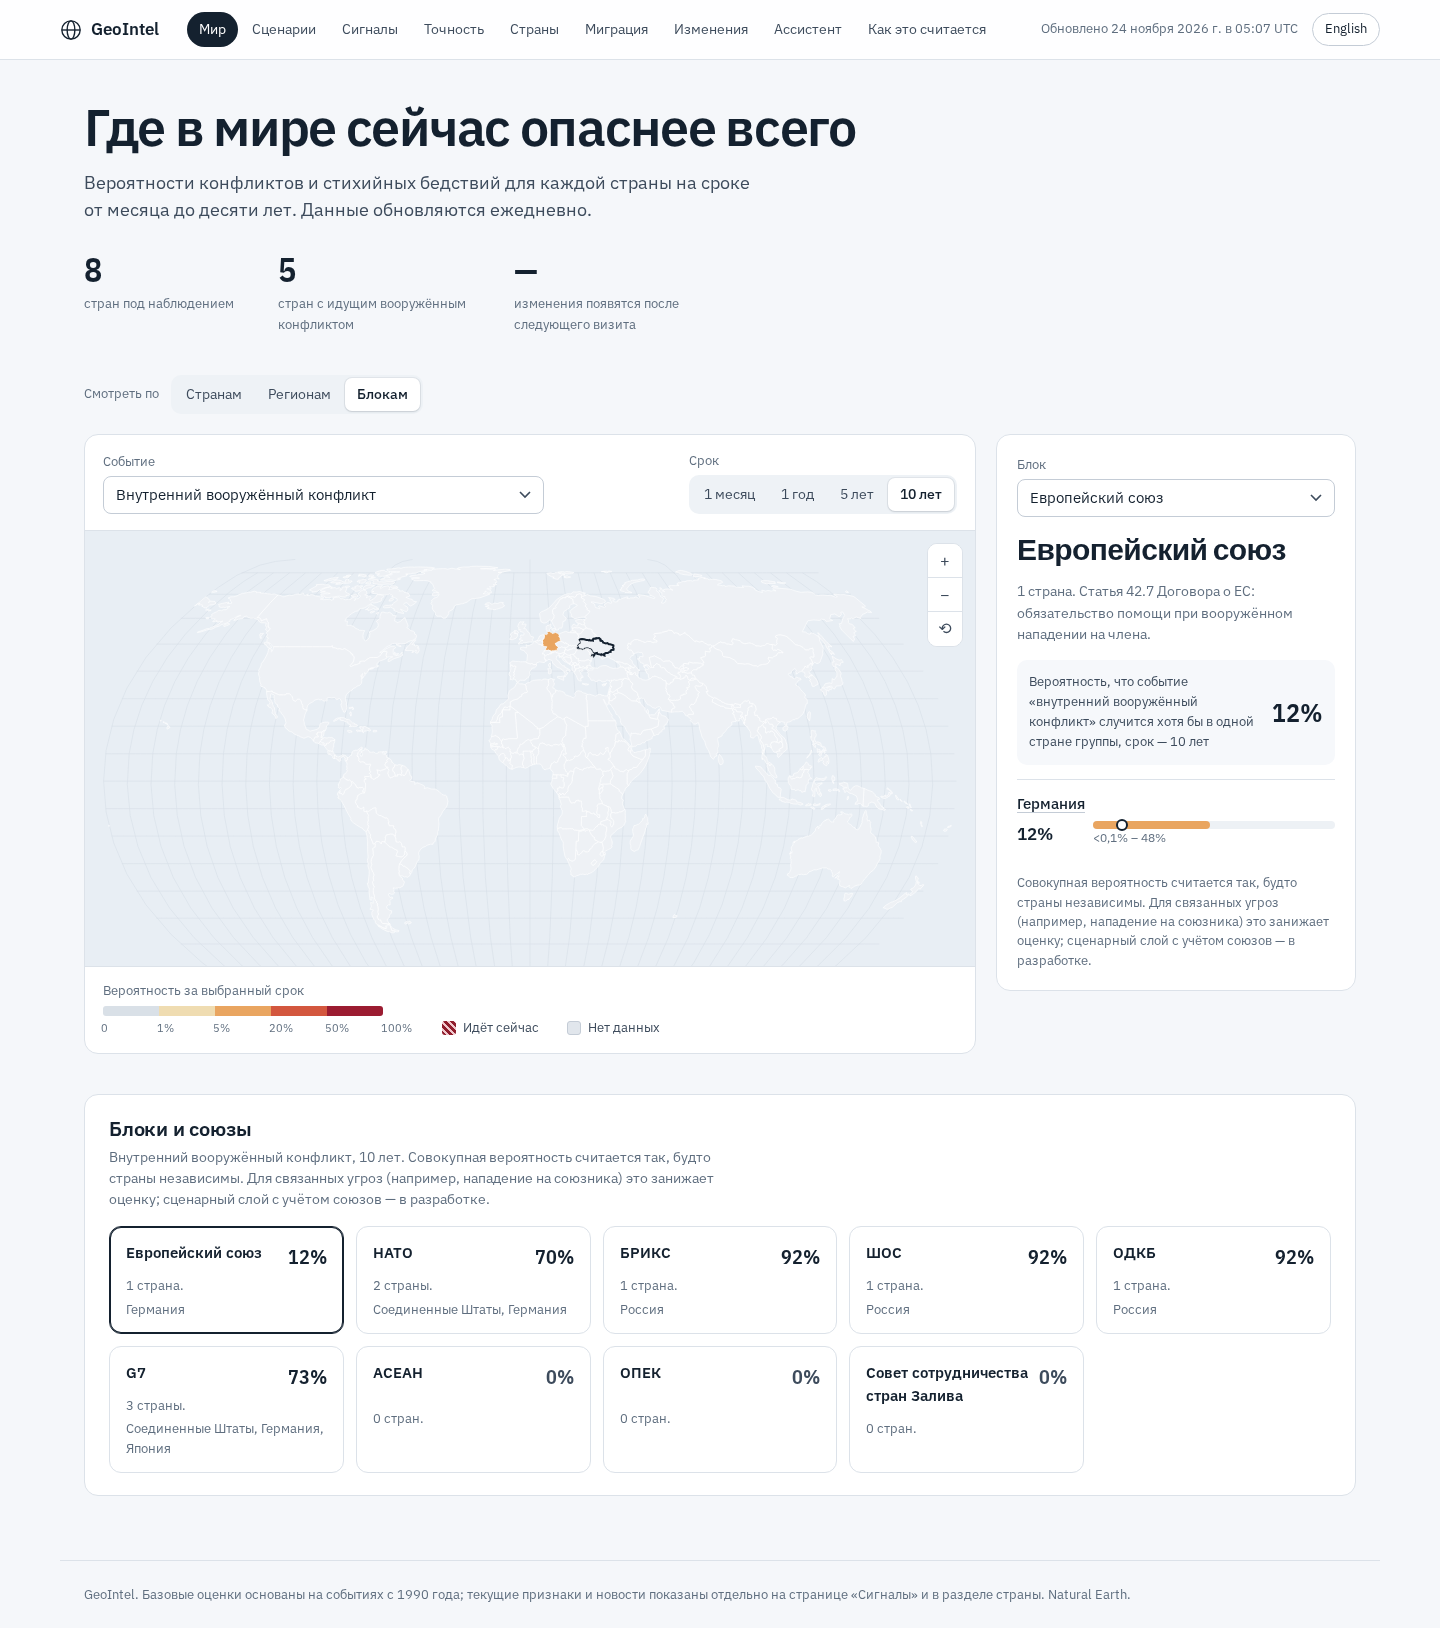 GeoIntel
Мир
Сценарии
Сигналы
Точность
Страны
Миграция
Изменения
Ассистент
Как это считается
Обновлено 24 ноября 2026 г. в 05:07 UTC
English
Где в мире сейчас опаснее всего
Вероятности конфликтов и стихийных бедствий для каждой страны на сроке
от месяца до десяти лет. Данные обновляются ежедневно.
8
стран под наблюдением
5
стран с идущим вооружённым
конфликтом
—
изменения появятся после
следующего визита
Смотреть по
Странам
Регионам
Блокам
Событие
Внутренний вооружённый конфликт
Срок
1 месяц
1 год
5 лет
10 лет
+
−
⟲
Вероятность за выбранный срок
0
1%
5%
20%
50%
100%
Идёт сейчас
Нет данных
Блок
Европейский союз
Европейский союз
1 страна. Статья 42.7 Договора о ЕС:
обязательство помощи при вооружённом
нападении на члена.
Вероятность, что событие
«внутренний вооружённый
конфликт» случится хотя бы в одной
стране группы, срок — 10 лет
12%
Германия
12%
<0,1% – 48%
Совокупная вероятность считается так, будто
страны независимы. Для связанных угроз
(например, нападение на союзника) это занижает
оценку; сценарный слой с учётом союзов — в
разработке.
Блоки и союзы
Внутренний вооружённый конфликт, 10 лет. Совокупная вероятность считается так, будто
страны независимы. Для связанных угроз (например, нападение на союзника) это занижает
оценку; сценарный слой с учётом союзов — в разработке.
Европейский союз
12%
1 страна.
Германия
НАТО
70%
2 страны.
Соединенные Штаты, Германия
БРИКС
92%
1 страна.
Россия
ШОС
92%
1 страна.
Россия
ОДКБ
92%
1 страна.
Россия
G7
73%
3 страны.
Соединенные Штаты, Германия,
Япония
АСЕАН
0%
0 стран.
ОПЕК
0%
0 стран.
Совет сотрудничества
стран Залива
0%
0 стран.
GeoIntel. Базовые оценки основаны на событиях с 1990 года; текущие признаки и новости показаны отдельно на странице «Сигналы» и в разделе страны. Natural Earth.